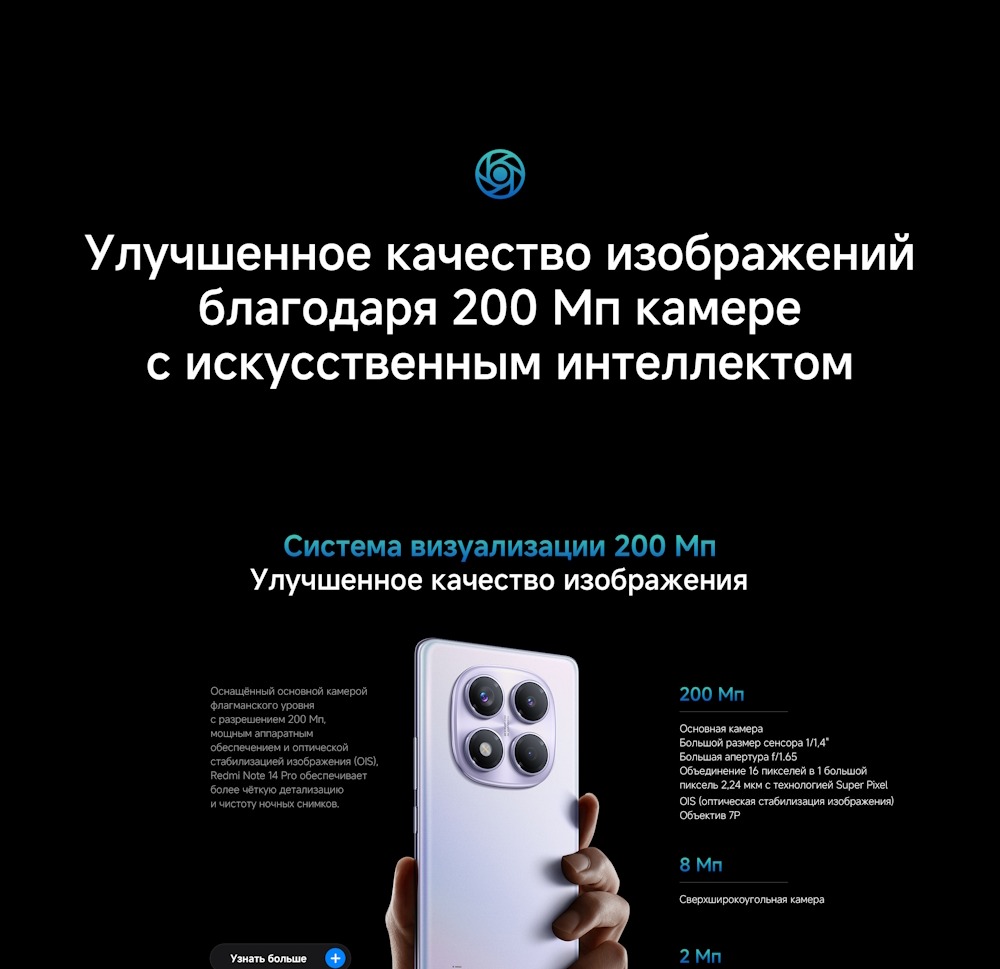 Улучшенное качество изображений
благодаря 200 Мп камере
с искусственным интеллектом
Система визуализации 200 Мп
Улучшенное качество изображения
Оснащённый основной камерой
флагманского уровня
с разрешением 200 Мп,
мощным аппаратным
обеспечением и оптической
стабилизацией изображения (OIS),
Redmi Note 14 Pro обеспечивает
более чёткую детализацию
и чистоту ночных снимков.
Узнать больше
200 Мп
Основная камера
Большой размер сенсора 1/1,4"
Большая апертура f/1.65
Объединение 16 пикселей в 1 большой
пиксель 2,24 мкм с технологией Super Pixel
OIS (оптическая стабилизация изображения)
Объектив 7P
8 Мп
Сверхширокоугольная камера
2 Мп